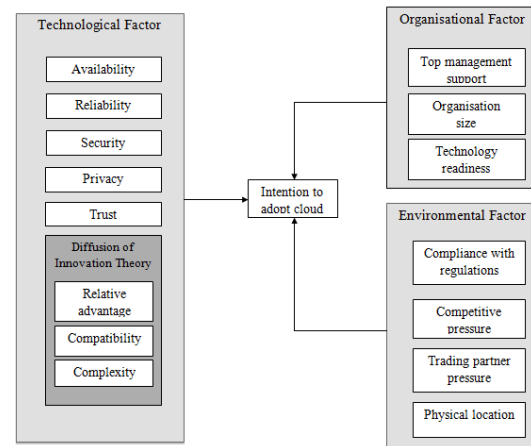 Technological Factor
Availability
Reliability
Security
Privacy
Trust
Diffusion of
Innovation Theory
Relative
advantage
Compatibility
Complexity
Intention to
adopt cloud
Organisational Factor
Top management
support
Organisation
size
Technology
readiness
Environmental Factor
Compliance with
regulations
Competitive
pressure
Trading partner
pressure
Physical location